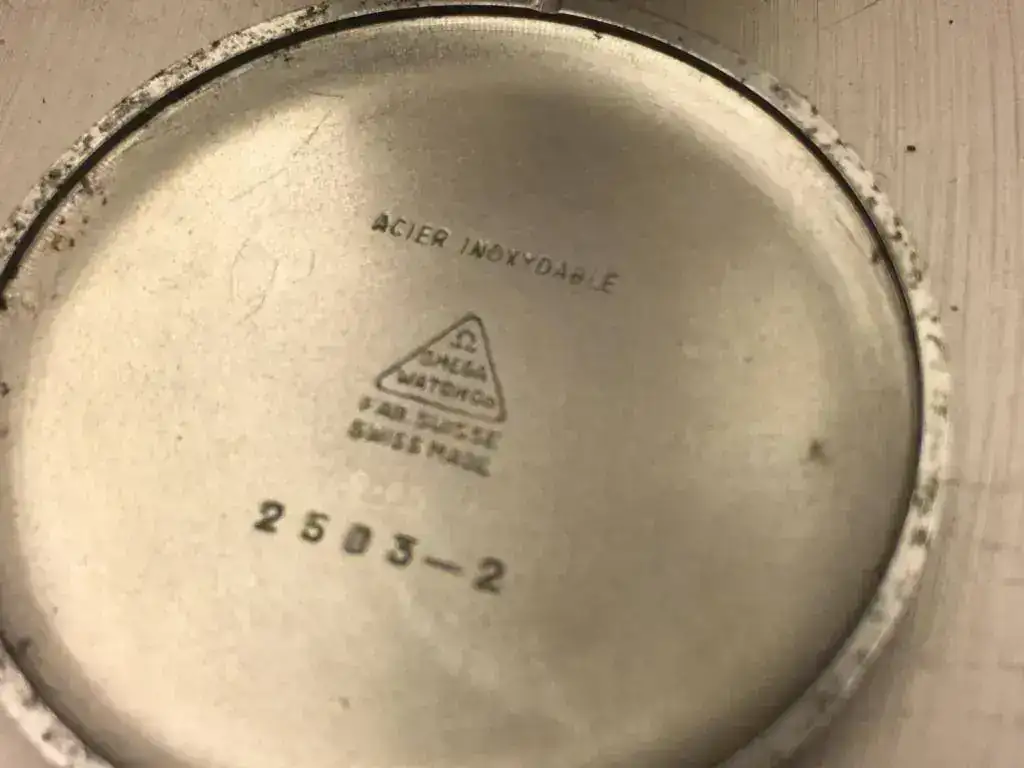 ACIER INOXYDABLE
Ω
OMEGA
WATCH Co
FAB. SUISSE
SWISS MADE
2503-2